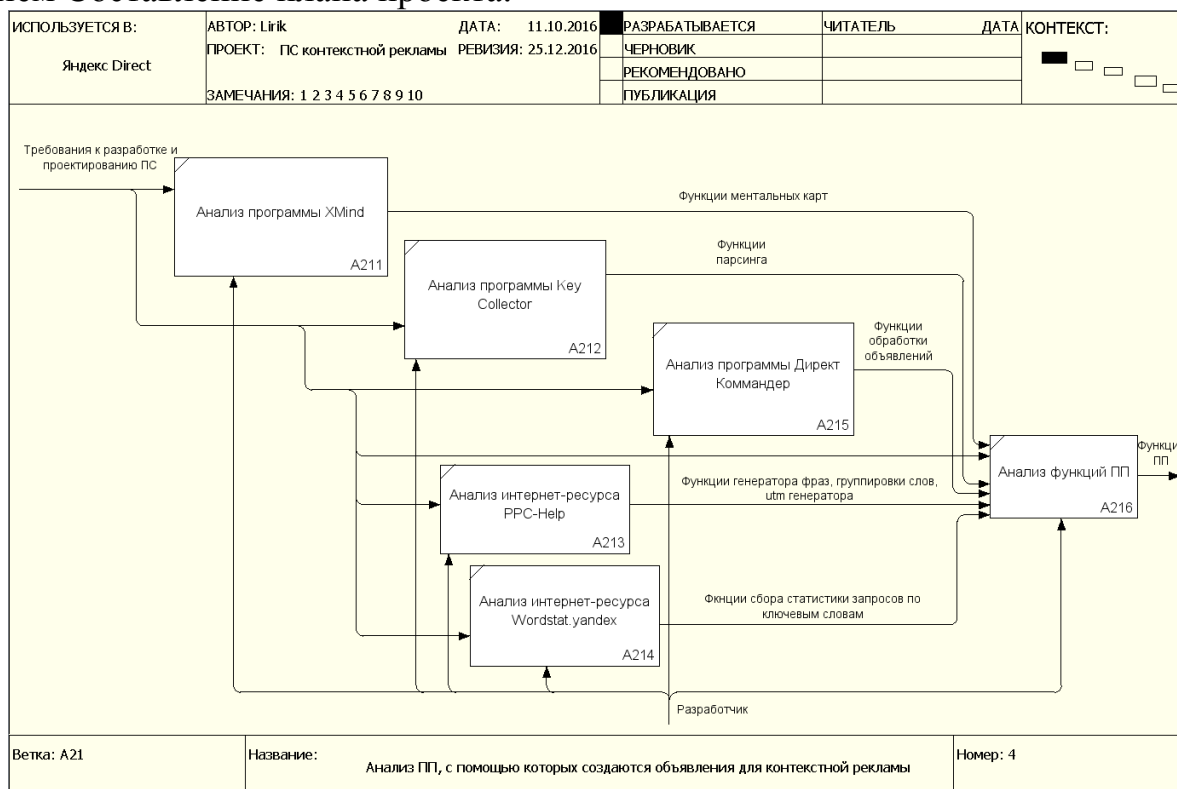 Составление плана проекта.
ИСПОЛЬЗУЕТСЯ В:
Яндекс Direct
АВТОР: Lirik
ДАТА: 11.10.2016
ПРОЕКТ: ПС контекстной рекламы
РЕВИЗИЯ: 25.12.2016
ЗАМЕЧАНИЯ: 1 2 3 4 5 6 7 8 9 10
РАЗРАБАТЫВАЕТСЯ
ЧЕРНОВИК
РЕКОМЕНДОВАНО
ПУБЛИКАЦИЯ
ЧИТАТЕЛЬ
ДАТА
КОНТЕКСТ:
Требования к разработке и
проектированию ПС
Анализ программы XMind
A211
Функции ментальных карт
Анализ программы Key
Collector
A212
Функции
парсинга
Анализ программы Директ
Коммандер
A215
Функции
обработки
объявлений
Анализ функций ПП
A216
Функци
ПП
Анализ интернет-ресурса
PPC-Help
A213
Функции генератора фраз, группировки слов,
utm генератора
Анализ интернет-ресурса
Wordstat.yandex
A214
Фкнции сбора статистики запросов по
ключевым словам
Разработчик
Ветка: A21
Название:
Анализ ПП, с помощью которых создаются объявления для контекстной рекламы
Номер: 4